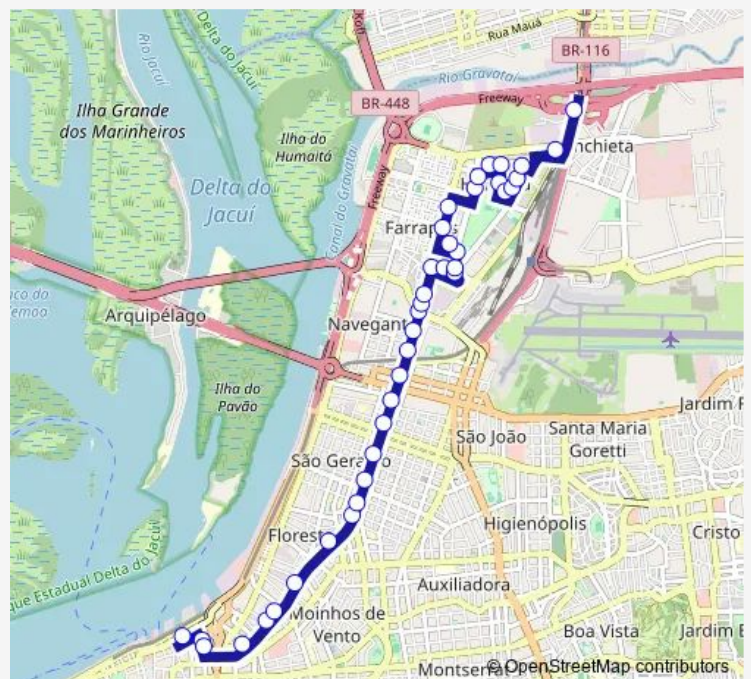 Rua Mauá
BR-116
Rio Gravataí
Freeway
BR-448
Rio Jacuí
Delta do
Jacuí
Ilha Grande
dos Marinheiros
Ilha do
Humaitá
Delta do
Jacuí
nchieta
Canal do Gravataí
Freeway
Farrapos
Arquipélago
Navegant
Ilha do
Pavão
Jardim
São João
Santa Maria
Goretti
São Geraldo
Higienópolis
Cristo
Floresta
Auxiliadora
que Estadual Delta do Jacuí
Moinhos de
Vento
Boa Vista
Jardim
Montserrat
© OpenStreetMap contributors